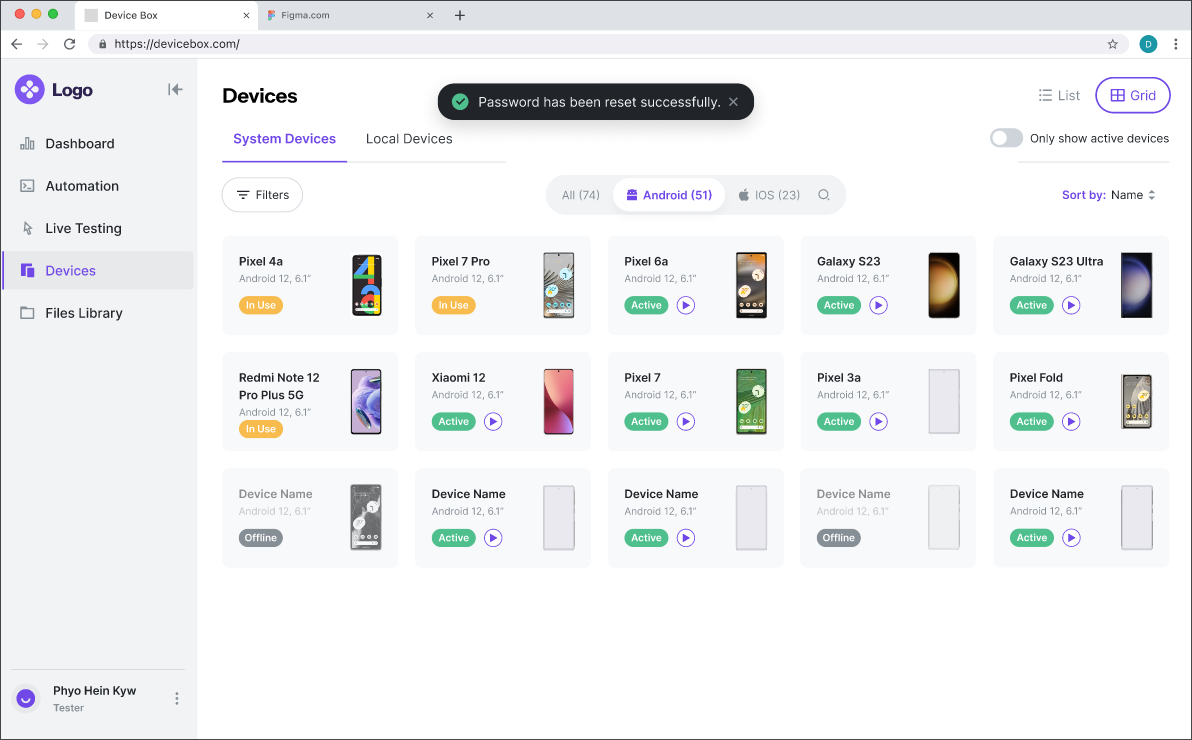 Device Box
Figma.com
https://devicebox.com/
D
Logo
Dashboard
Automation
Live Testing
Devices
Files Library
Phyo Hein Kyw
Tester
Devices
Password has been reset successfully.
List
Grid
System Devices
Local Devices
Only show active devices
Filters
All (74)
Android (51)
IOS (23)
Sort by: Name
Pixel 4a
Android 12, 6.1”
In Use
Pixel 7 Pro
Android 12, 6.1”
In Use
Pixel 6a
Android 12, 6.1”
Active
Galaxy S23
Android 12, 6.1”
Active
Galaxy S23 Ultra
Android 12, 6.1”
Active
Redmi Note 12
Pro Plus 5G
Android 12, 6.1”
In Use
Xiaomi 12
Android 12, 6.1”
Active
Pixel 7
Android 12, 6.1”
Active
Pixel 3a
Android 12, 6.1”
Active
Pixel Fold
Android 12, 6.1”
Active
Device Name
Android 12, 6.1”
Offline
Device Name
Android 12, 6.1”
Active
Device Name
Android 12, 6.1”
Active
Device Name
Android 12, 6.1”
Offline
Device Name
Android 12, 6.1”
Active